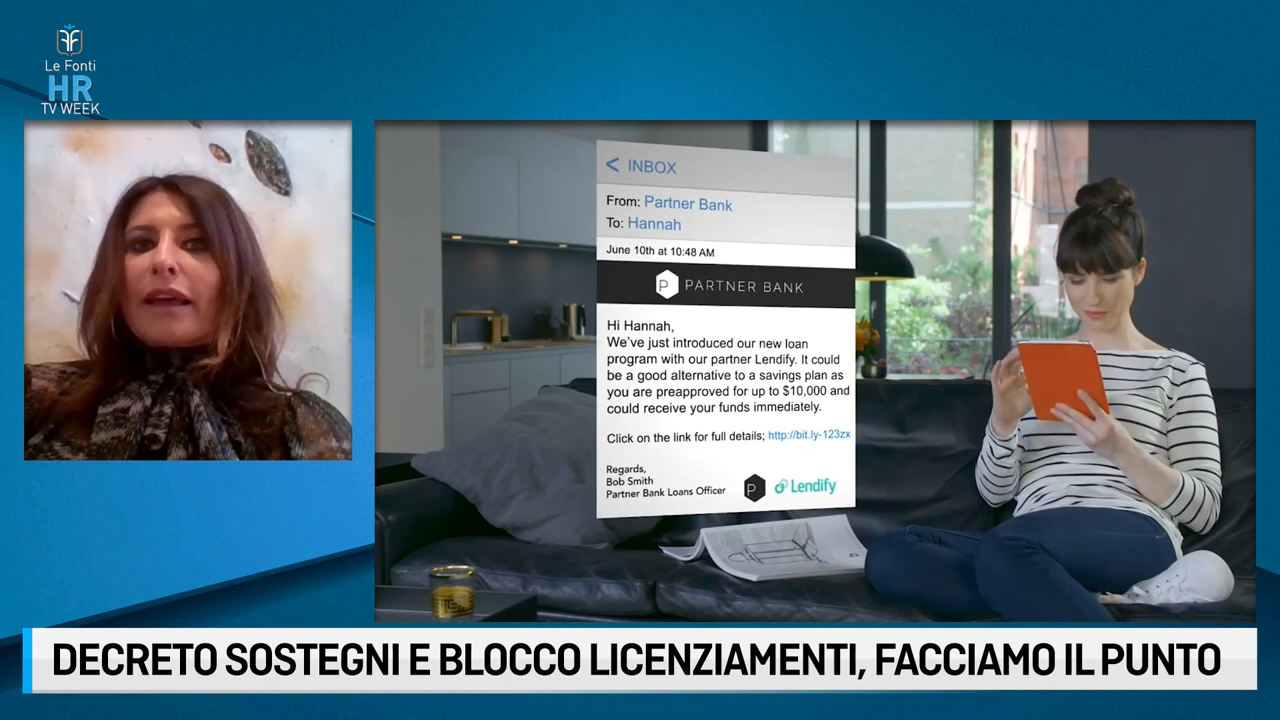 Le Fonti
HR
TV WEEK
< INBOX
From: Partner Bank
To: Hannah
June 10th at 10:48 AM
P PARTNER BANK
Hi Hannah,
We've just introduced our new loan
program with our partner Lendify. It could
be a good alternative to a savings plan as
you are preapproved for up to $10,000 and
could receive your funds immediately.
Click on the link for full details; http://bit.ly-123zx
Regards,
Bob Smith
Partner Bank Loans Officer
P Lendify
DECRETO SOSTEGNI E BLOCCO LICENZIAMENTI, FACCIAMO IL PUNTO